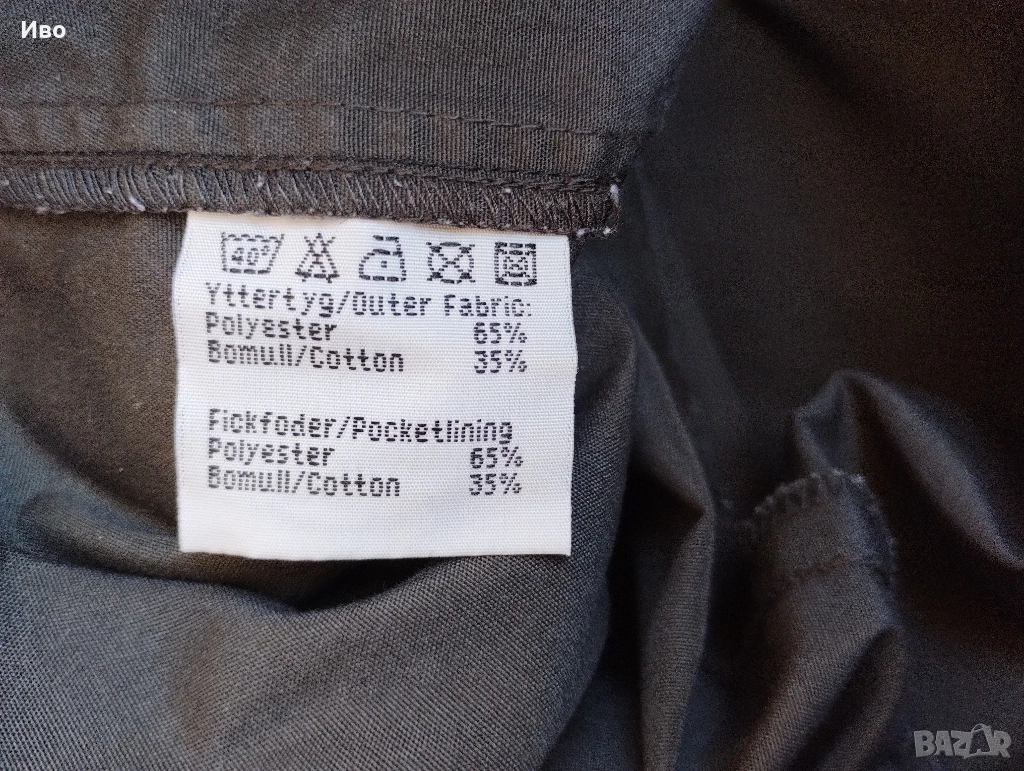 Иво
40°
Yttertyg/Outer Fabric:
Polyester 65%
Bomull/Cotton 35%
Fickfoder/Pocketlining
Polyester 65%
Bomull/Cotton 35%
BAZAR